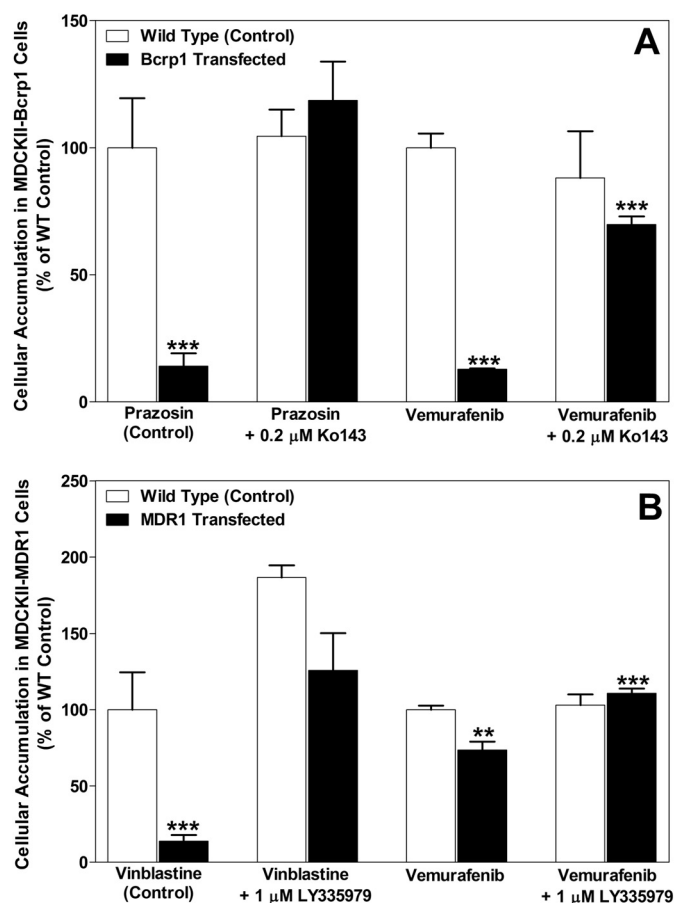 Cellular Accumulation in MDCKII-Bcrp1 Cells
(% of WT Control)
150
100
50
0
Wild Type (Control)
Bcrp1 Transfected
A
***
***
***
Prazosin
(Control)
Prazosin
+ 0.2 μM Ko143
Vemurafenib
Vemurafenib
+ 0.2 μM Ko143
Cellular Accumulation in MDCKII-MDR1 Cells
(% of WT Control)
250
200
150
100
50
0
Wild Type (Control)
MDR1 Transfected
B
***
**
***
Vinblastine
(Control)
Vinblastine
+ 1 μM LY335979
Vemurafenib
Vemurafenib
+ 1 μM LY335979